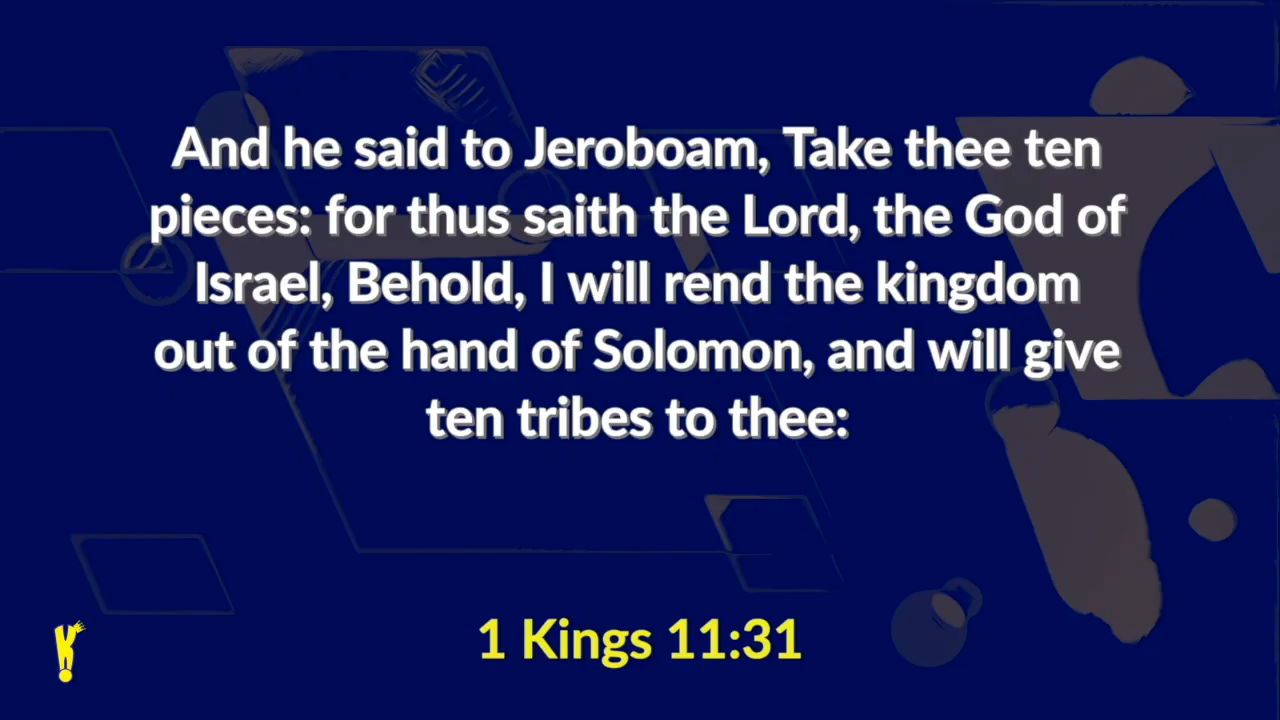 And he said to Jeroboam, Take thee ten
pieces: for thus saith the Lord, the God of
Israel, Behold, I will rend the kingdom
out of the hand of Solomon, and will give
ten tribes to thee:
1 Kings 11:31
K